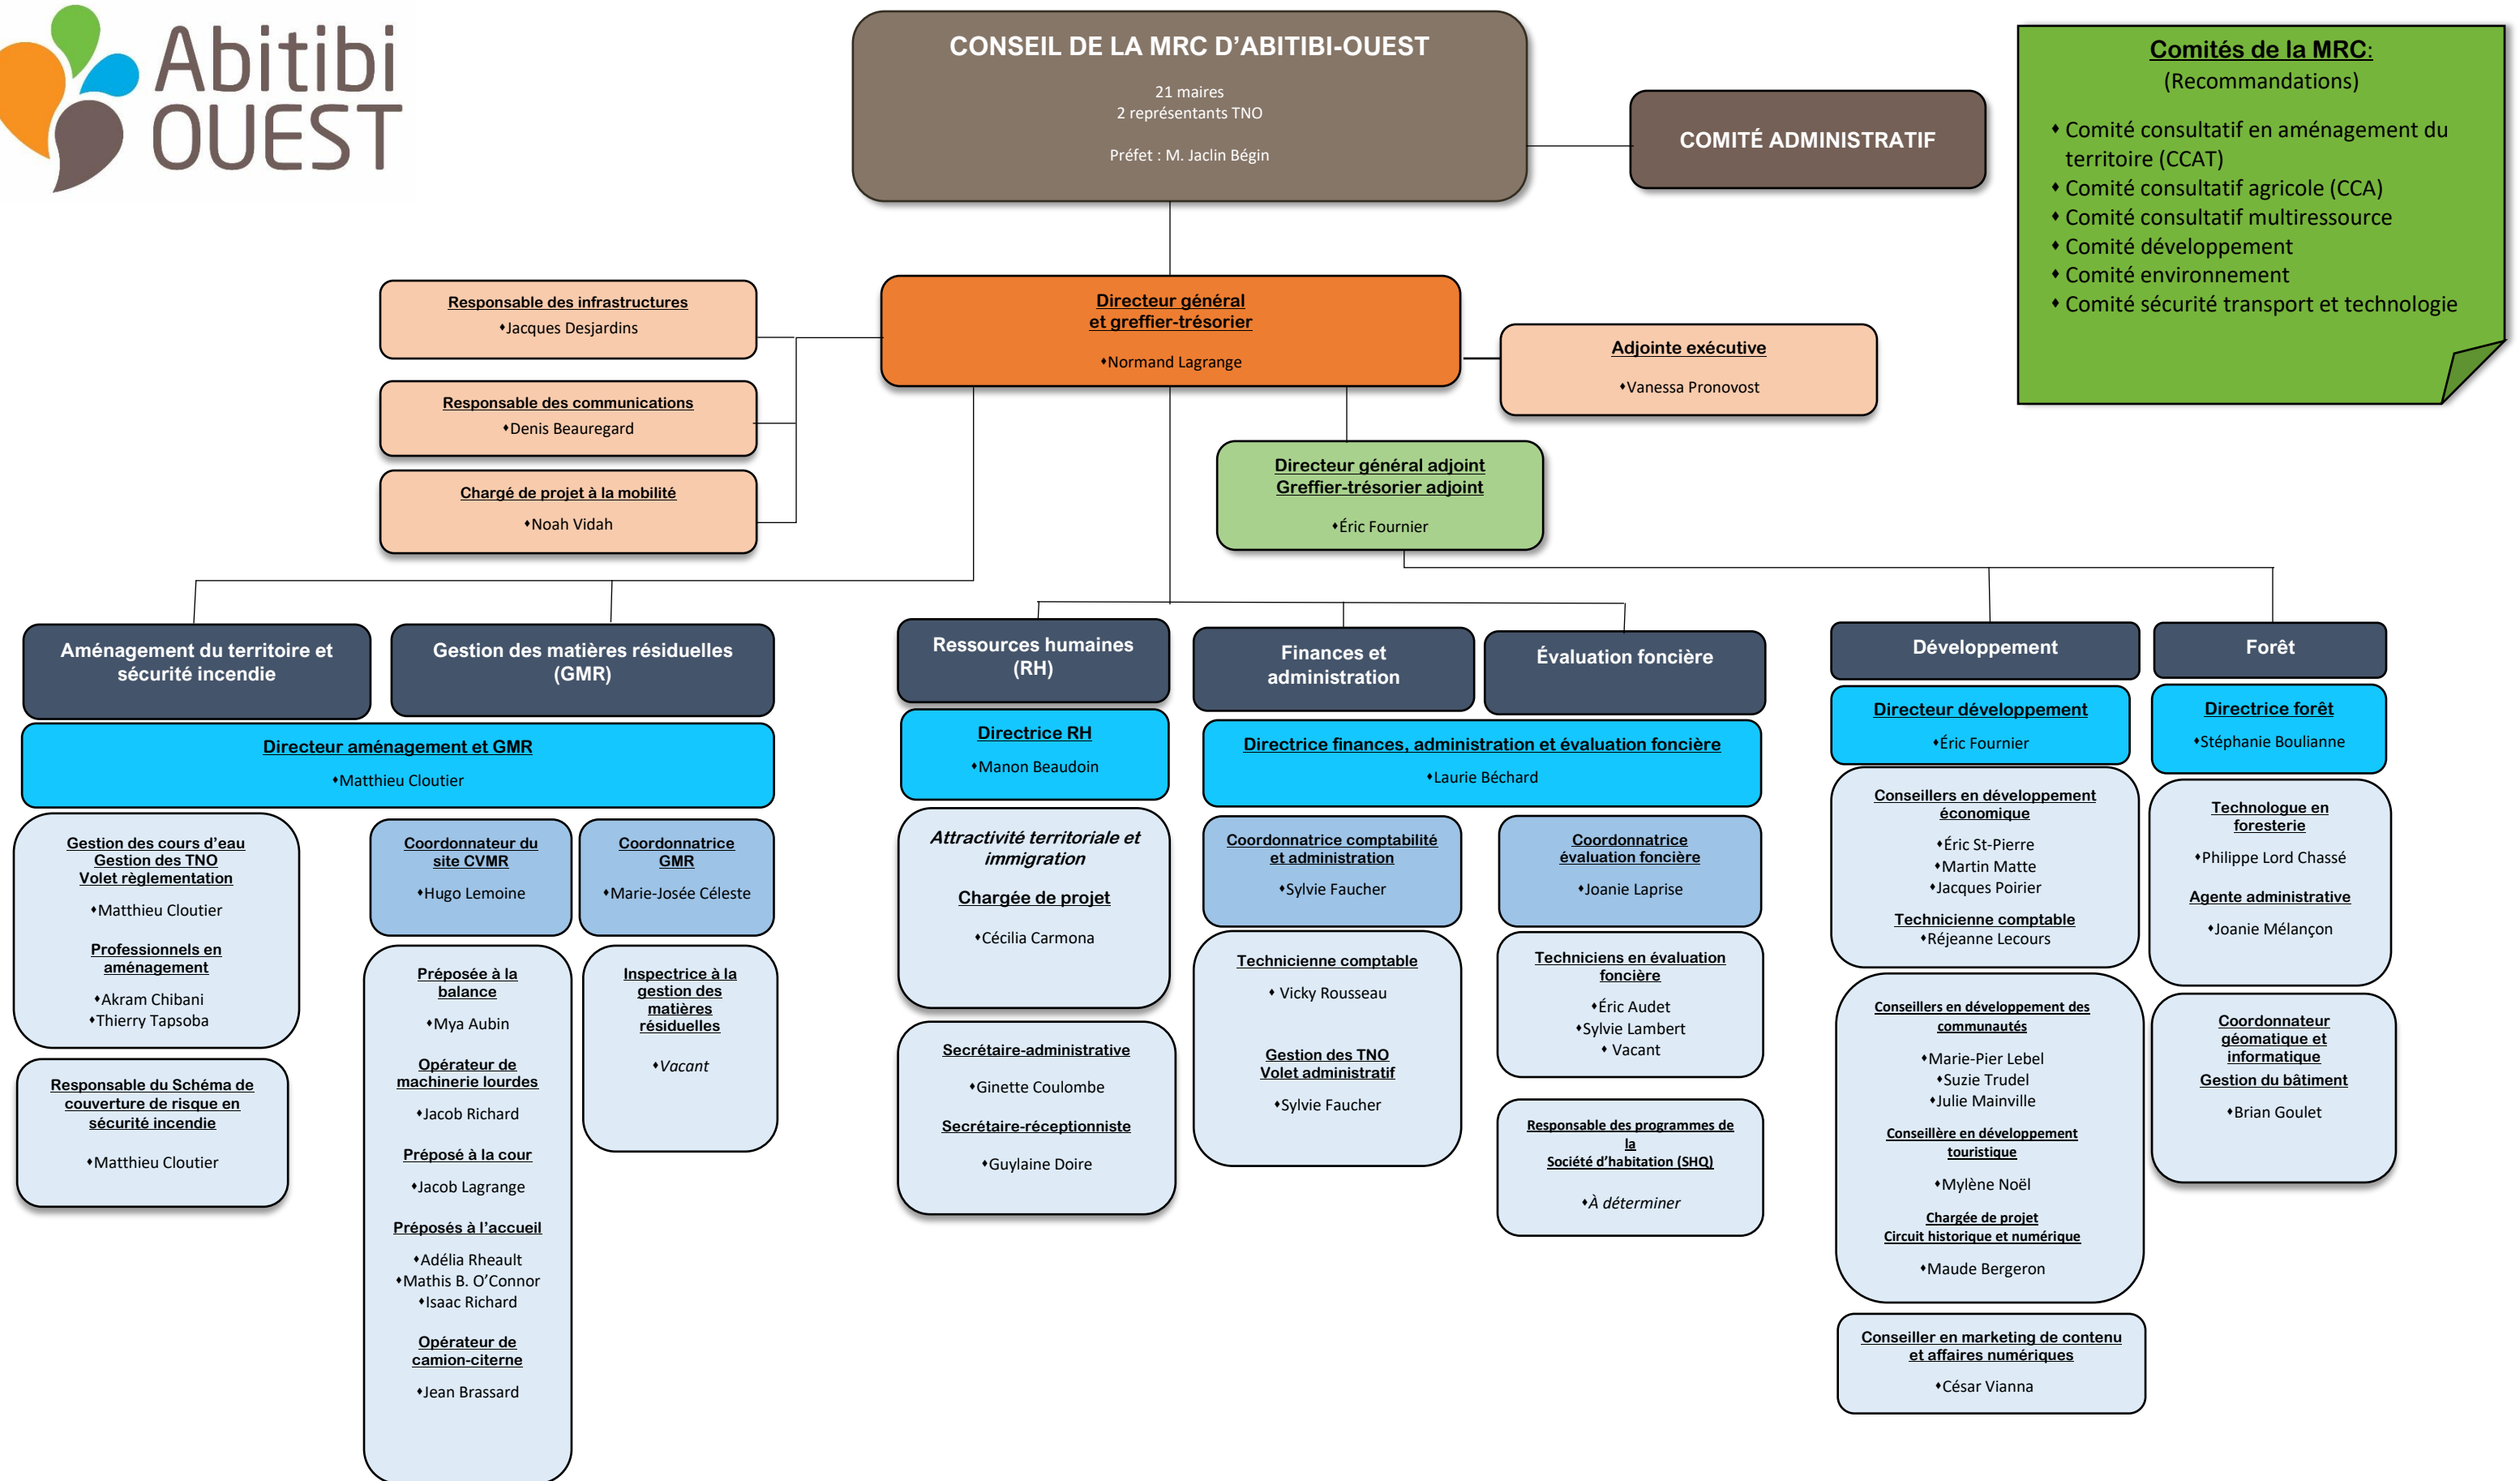 Abitibi
OUEST
CONSEIL DE LA MRC D’ABITIBI-OUEST
21 maires
2 représentants TNO
Préfet : M. Jaclin Bégin
COMITÉ ADMINISTRATIF
Comités de la MRC:
(Recommandations)
♦ Comité consultatif en aménagement du
territoire (CCAT)
♦ Comité consultatif agricole (CCA)
♦ Comité consultatif multiressource
♦ Comité développement
♦ Comité environnement
♦ Comité sécurité transport et technologie
Responsable des infrastructures
♦Jacques Desjardins
Responsable des communications
♦Denis Beauregard
Chargé de projet à la mobilité
♦Noah Vidah
Directeur général
et greffier-trésorier
♦Normand Lagrange
Adjointe exécutive
♦Vanessa Pronovost
Directeur général adjoint
Greffier-trésorier adjoint
♦Éric Fournier
Aménagement du territoire et
sécurité incendie
Gestion des matières résiduelles
(GMR)
Directeur aménagement et GMR
♦Matthieu Cloutier
Gestion des cours d’eau
Gestion des TNO
Volet règlementation
♦Matthieu Cloutier
Professionnels en
aménagement
♦Akram Chibani
♦Thierry Tapsoba
Responsable du Schéma de
couverture de risque en
sécurité incendie
♦Matthieu Cloutier
Coordonnateur du
site CVMR
♦Hugo Lemoine
Préposée à la
balance
♦Mya Aubin
Opérateur de
machinerie lourdes
♦Jacob Richard
Préposé à la cour
♦Jacob Lagrange
Préposés à l’accueil
♦Adélia Rheault
♦Mathis B. O’Connor
♦Isaac Richard
Opérateur de
camion-citerne
♦Jean Brassard
Coordonnatrice
GMR
♦Marie-Josée Céleste
Inspectrice à la
gestion des
matières
résiduelles
♦Vacant
Ressources humaines
(RH)
Directrice RH
♦Manon Beaudoin
Attractivité territoriale et
immigration
Chargée de projet
♦Cécilia Carmona
Secrétaire-administrative
♦Ginette Coulombe
Secrétaire-réceptionniste
♦Guylaine Doire
Finances et
administration
Évaluation foncière
Directrice finances, administration et évaluation foncière
♦Laurie Béchard
Coordonnatrice comptabilité
et administration
♦Sylvie Faucher
Technicienne comptable
♦ Vicky Rousseau
Gestion des TNO
Volet administratif
♦Sylvie Faucher
Coordonnatrice
évaluation foncière
♦Joanie Laprise
Techniciens en évaluation
foncière
♦Éric Audet
♦Sylvie Lambert
♦ Vacant
Responsable des programmes de
la
Société d’habitation (SHQ)
♦À déterminer
Développement
Directeur développement
♦Éric Fournier
Conseillers en développement
économique
♦Éric St-Pierre
♦Martin Matte
♦Jacques Poirier
Technicienne comptable
♦Réjeanne Lecours
Conseillers en développement des
communautés
♦Marie-Pier Lebel
♦Suzie Trudel
♦Julie Mainville
Conseillère en développement
touristique
♦Mylène Noël
Chargée de projet
Circuit historique et numérique
♦Maude Bergeron
Conseiller en marketing de contenu
et affaires numériques
♦César Vianna
Forêt
Directrice forêt
♦Stéphanie Boulianne
Technologue en
foresterie
♦Philippe Lord Chassé
Agente administrative
♦Joanie Mélançon
Coordonnateur
géomatique et
informatique
Gestion du bâtiment
♦Brian Goulet